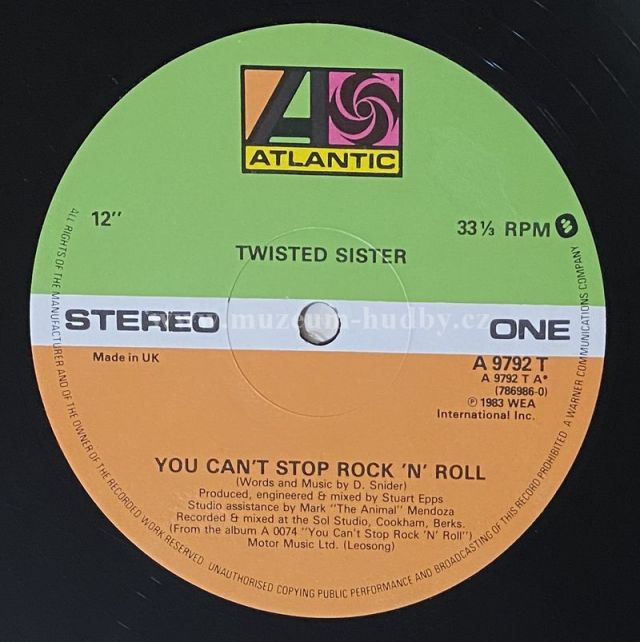 ATLANTIC
12"
33⅓ RPM
TWISTED SISTER
STEREO
ONE
www.muzeum-hudby.cz
Made in UK
A 9792 T
A 9792 T A*
(786986-0)
℗ 1983 WEA
International Inc.
YOU CAN'T STOP ROCK 'N' ROLL
(Words and Music by D. Snider)
Produced, engineered & mixed by Stuart Epps
Studio assistance by Mark "The Animal" Mendoza
Recorded & mixed at the Sol Studio, Cookham, Berks.
(From the album A 0074 "You Can't Stop Rock 'N' Roll")
Motor Music Ltd. (Leosong)
ALL RIGHTS OF THE MANUFACTURER AND OF THE OWNER OF THE RECORDED WORK RESERVED. UNAUTHORISED COPYING PUBLIC PERFORMANCE AND BROADCASTING OF THIS RECORD PROHIBITED. A WARNER COMMUNICATIONS COMPANY